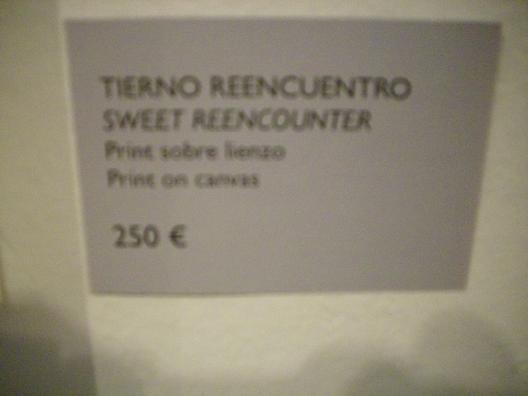 TIERNO REENCUENTRO
SWEET REENCOUNTER
Print sobre lienzo
Print on canvas
250 €